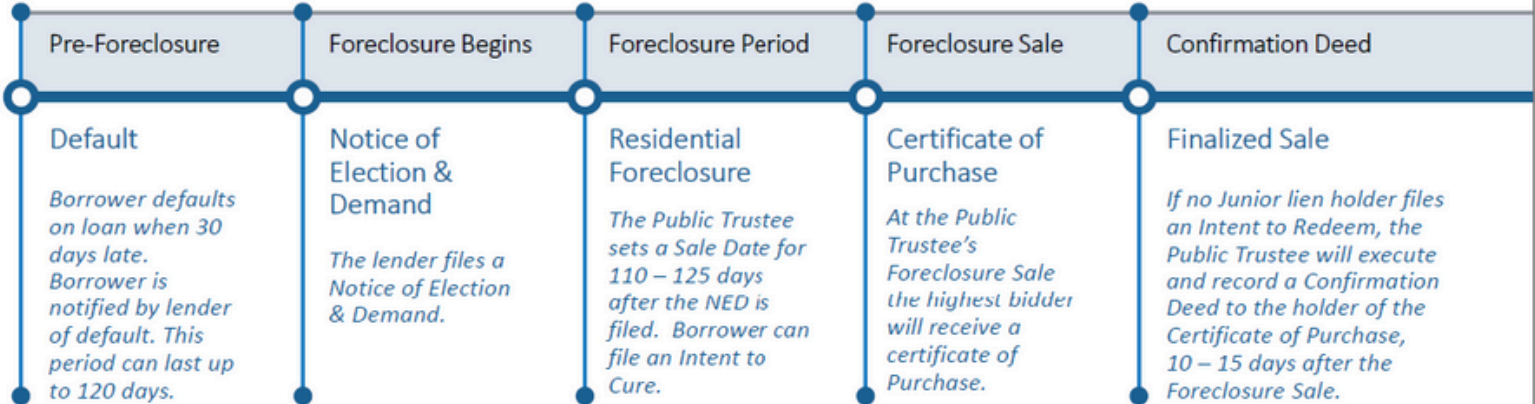 Pre-Foreclosure
Default
Borrower defaults
on loan when 30
days late.
Borrower is
notified by lender
of default. This
period can last up
to 120 days.
Foreclosure Begins
Notice of
Election &
Demand
The lender files a
Notice of Election
& Demand.
Foreclosure Period
Residential
Foreclosure
The Public Trustee
sets a Sale Date for
110 – 125 days
after the NED is
filed.  Borrower can
file an Intent to
Cure.
Foreclosure Sale
Certificate of
Purchase
At the Public
Trustee's
Foreclosure Sale
the highest bidder
will receive a
certificate of
Purchase.
Confirmation Deed
Finalized Sale
If no Junior lien holder files
an Intent to Redeem, the
Public Trustee will execute
and record a Confirmation
Deed to the holder of the
Certificate of Purchase,
10 – 15 days after the
Foreclosure Sale.